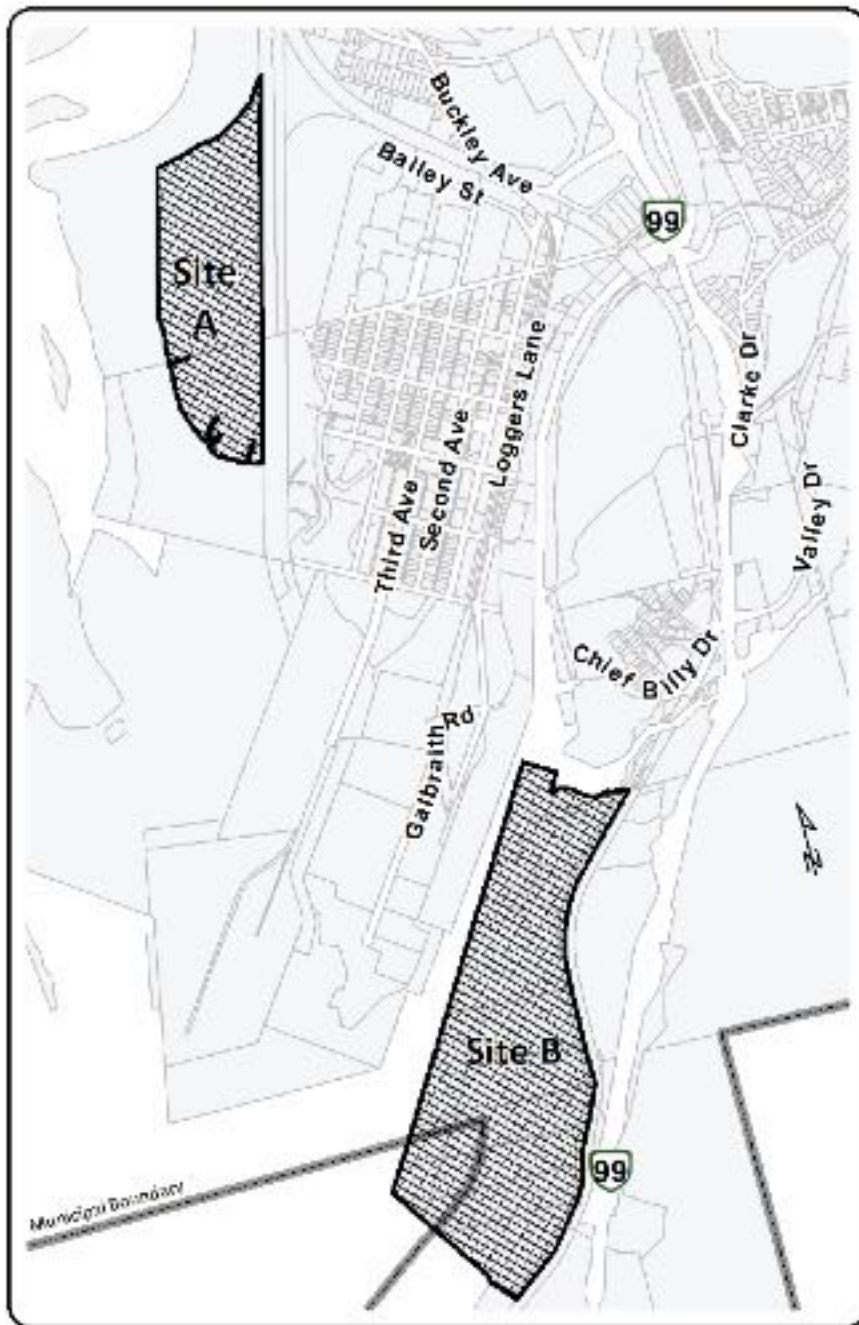 Buckley Ave
Bailey St
99
Site
A
Clarke Dr
Loggers Lane
Second Ave
Third Ave
Valley Dr
Chief Billy Dr
Galbraith Rd
N
Site B
99
Municipal Boundary